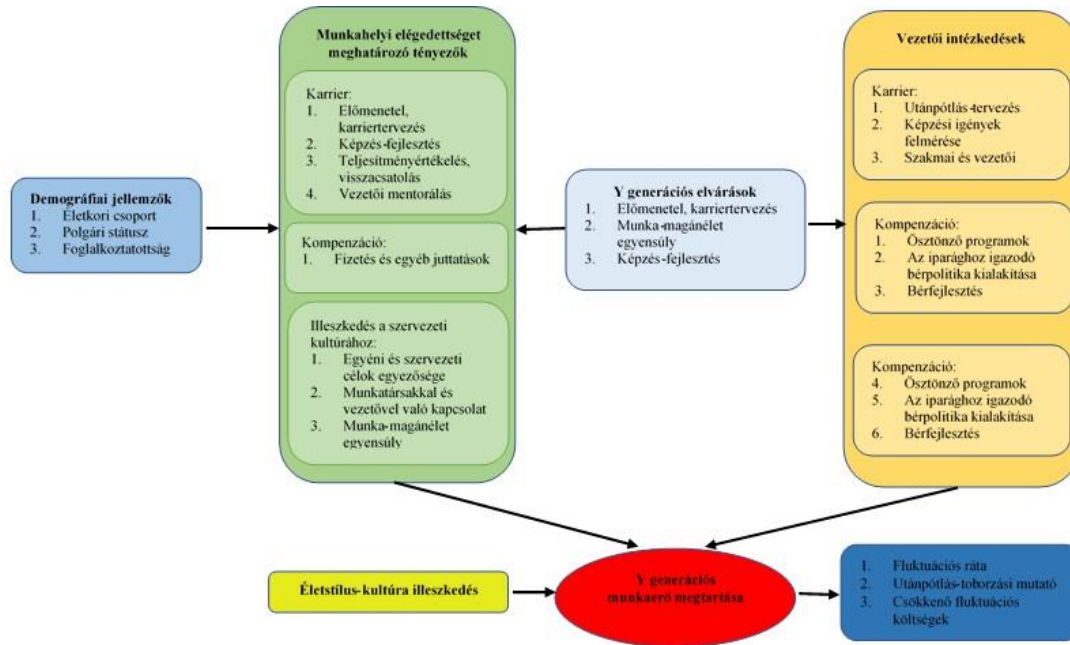 Munkahelyi elégedettséget
meghatározó tényezők
Karrier:
1. Előmenetel,
karriertervezés
2. Képzés-fejlesztés
3. Teljesítményértékelés,
visszacsatolás
4. Vezetői mentorálás
Kompenzáció:
1. Fizetés és egyéb juttatások
Illeszkedés a szervezeti
kultúrához:
1. Egyéni és szervezeti
célok egyezősége
2. Munkatársakkal és
vezetővel való kapcsolat
3. Munka-magánélet
egyensúly
Demográfiai jellemzők
1. Életkori csoport
2. Polgári státusz
3. Foglalkoztatottság
Y generációs elvárások
1. Előmenetel, karriertervezés
2. Munka-magánélet
egyensúly
3. Képzés-fejlesztés
Vezetői intézkedések
Karrier:
1. Utánpótlás-tervezés
2. Képzési igények
felmérése
3. Szakmai és vezetői
Kompenzáció:
1. Ösztönző programok
2. Az iparághoz igazodó
bérpolitika kialakítása
3. Bérfejlesztés
Kompenzáció:
4. Ösztönző programok
5. Az iparághoz igazodó
bérpolitika kialakítása
6. Bérfejlesztés
Életstílus-kultúra illeszkedés
Y generációs
munkaerő megtartása
1. Fluktuációs ráta
2. Utánpótlás-toborzási mutató
3. Csökkenő fluktuációs
költségek